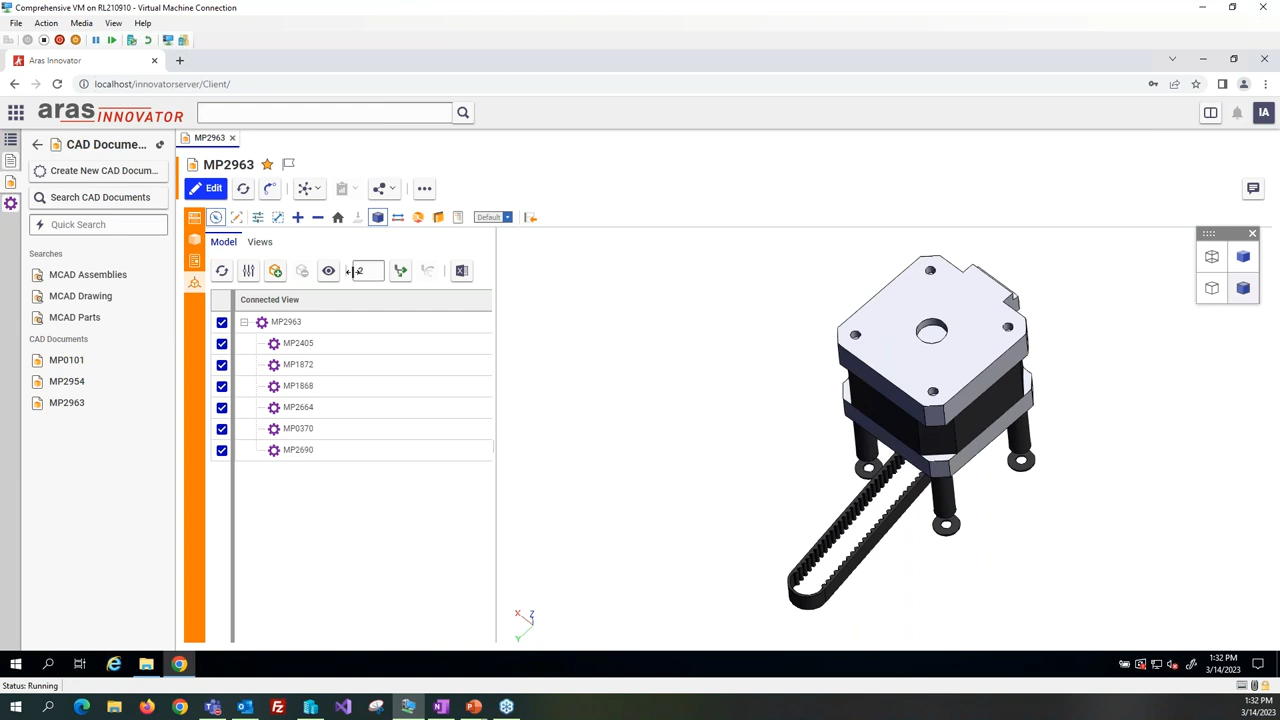 Comprehensive VM on RL210910 - Virtual Machine Connection
File Action Media View Help
Aras Innovator
localhost/innovatorserver/Client/
aras INNOVATOR
IA
CAD Docume...
MP2963
Create New CAD Docum...
MP2963
Search CAD Documents
Edit
Quick Search
Default
Searches
Model Views
MCAD Assemblies
2
MCAD Drawing
Connected View
MCAD Parts
MP2963
CAD Documents
MP2405
MP0101
MP1872
MP2954
MP1868
MP2963
MP2664
MP0370
MP2690
X Z
Y
1:32 PM
3/14/2023
Status: Running
1:32 PM
3/14/2023